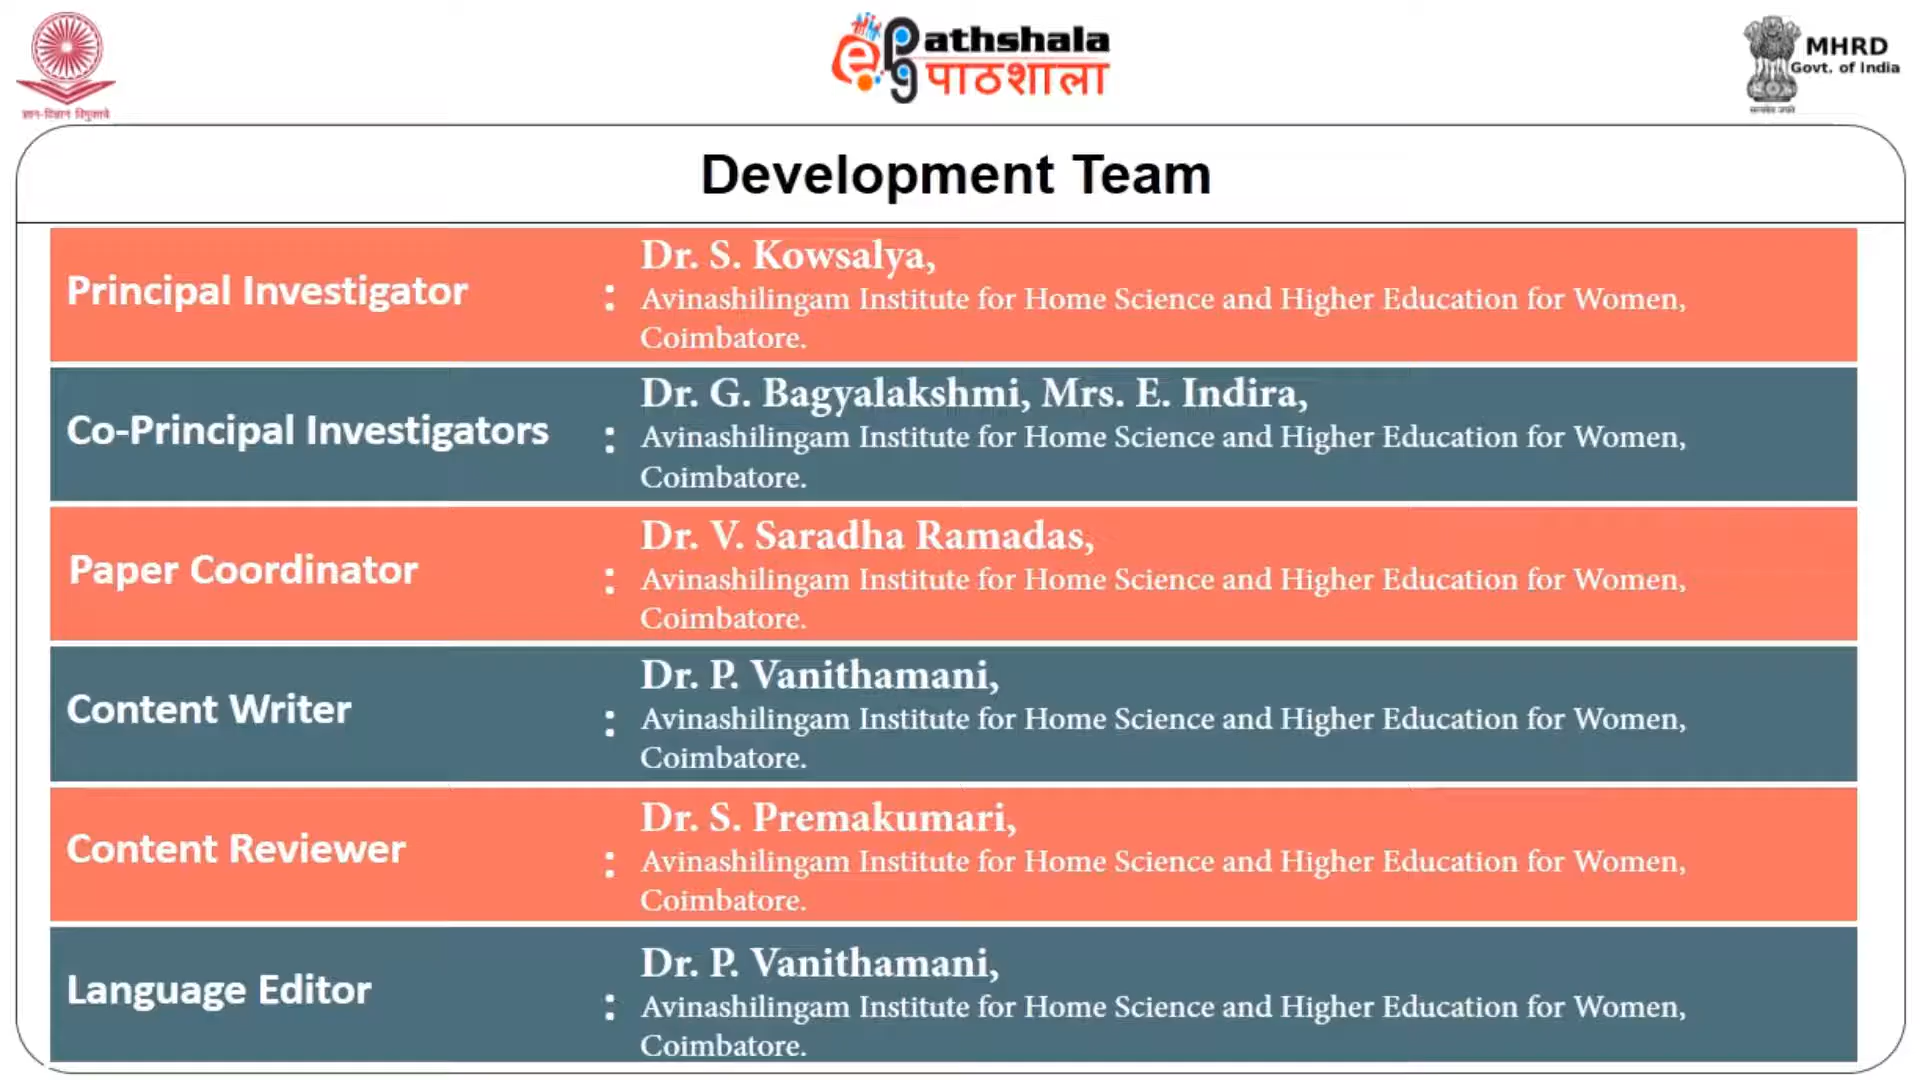 ज्ञान-विज्ञान विमुक्तये
e PG Pathshala
पाठशाला
MHRD
Govt. of India
सत्यमेव जयते
Development Team
Principal Investigator
:
Dr. S. Kowsalya,
Avinashilingam Institute for Home Science and Higher Education for Women,
Coimbatore.
Co-Principal Investigators
:
Dr. G. Bagyalakshmi, Mrs. E. Indira,
Avinashilingam Institute for Home Science and Higher Education for Women,
Coimbatore.
Paper Coordinator
:
Dr. V. Saradha Ramadas,
Avinashilingam Institute for Home Science and Higher Education for Women,
Coimbatore.
Content Writer
:
Dr. P. Vanithamani,
Avinashilingam Institute for Home Science and Higher Education for Women,
Coimbatore.
Content Reviewer
:
Dr. S. Premakumari,
Avinashilingam Institute for Home Science and Higher Education for Women,
Coimbatore.
Language Editor
:
Dr. P. Vanithamani,
Avinashilingam Institute for Home Science and Higher Education for Women,
Coimbatore.